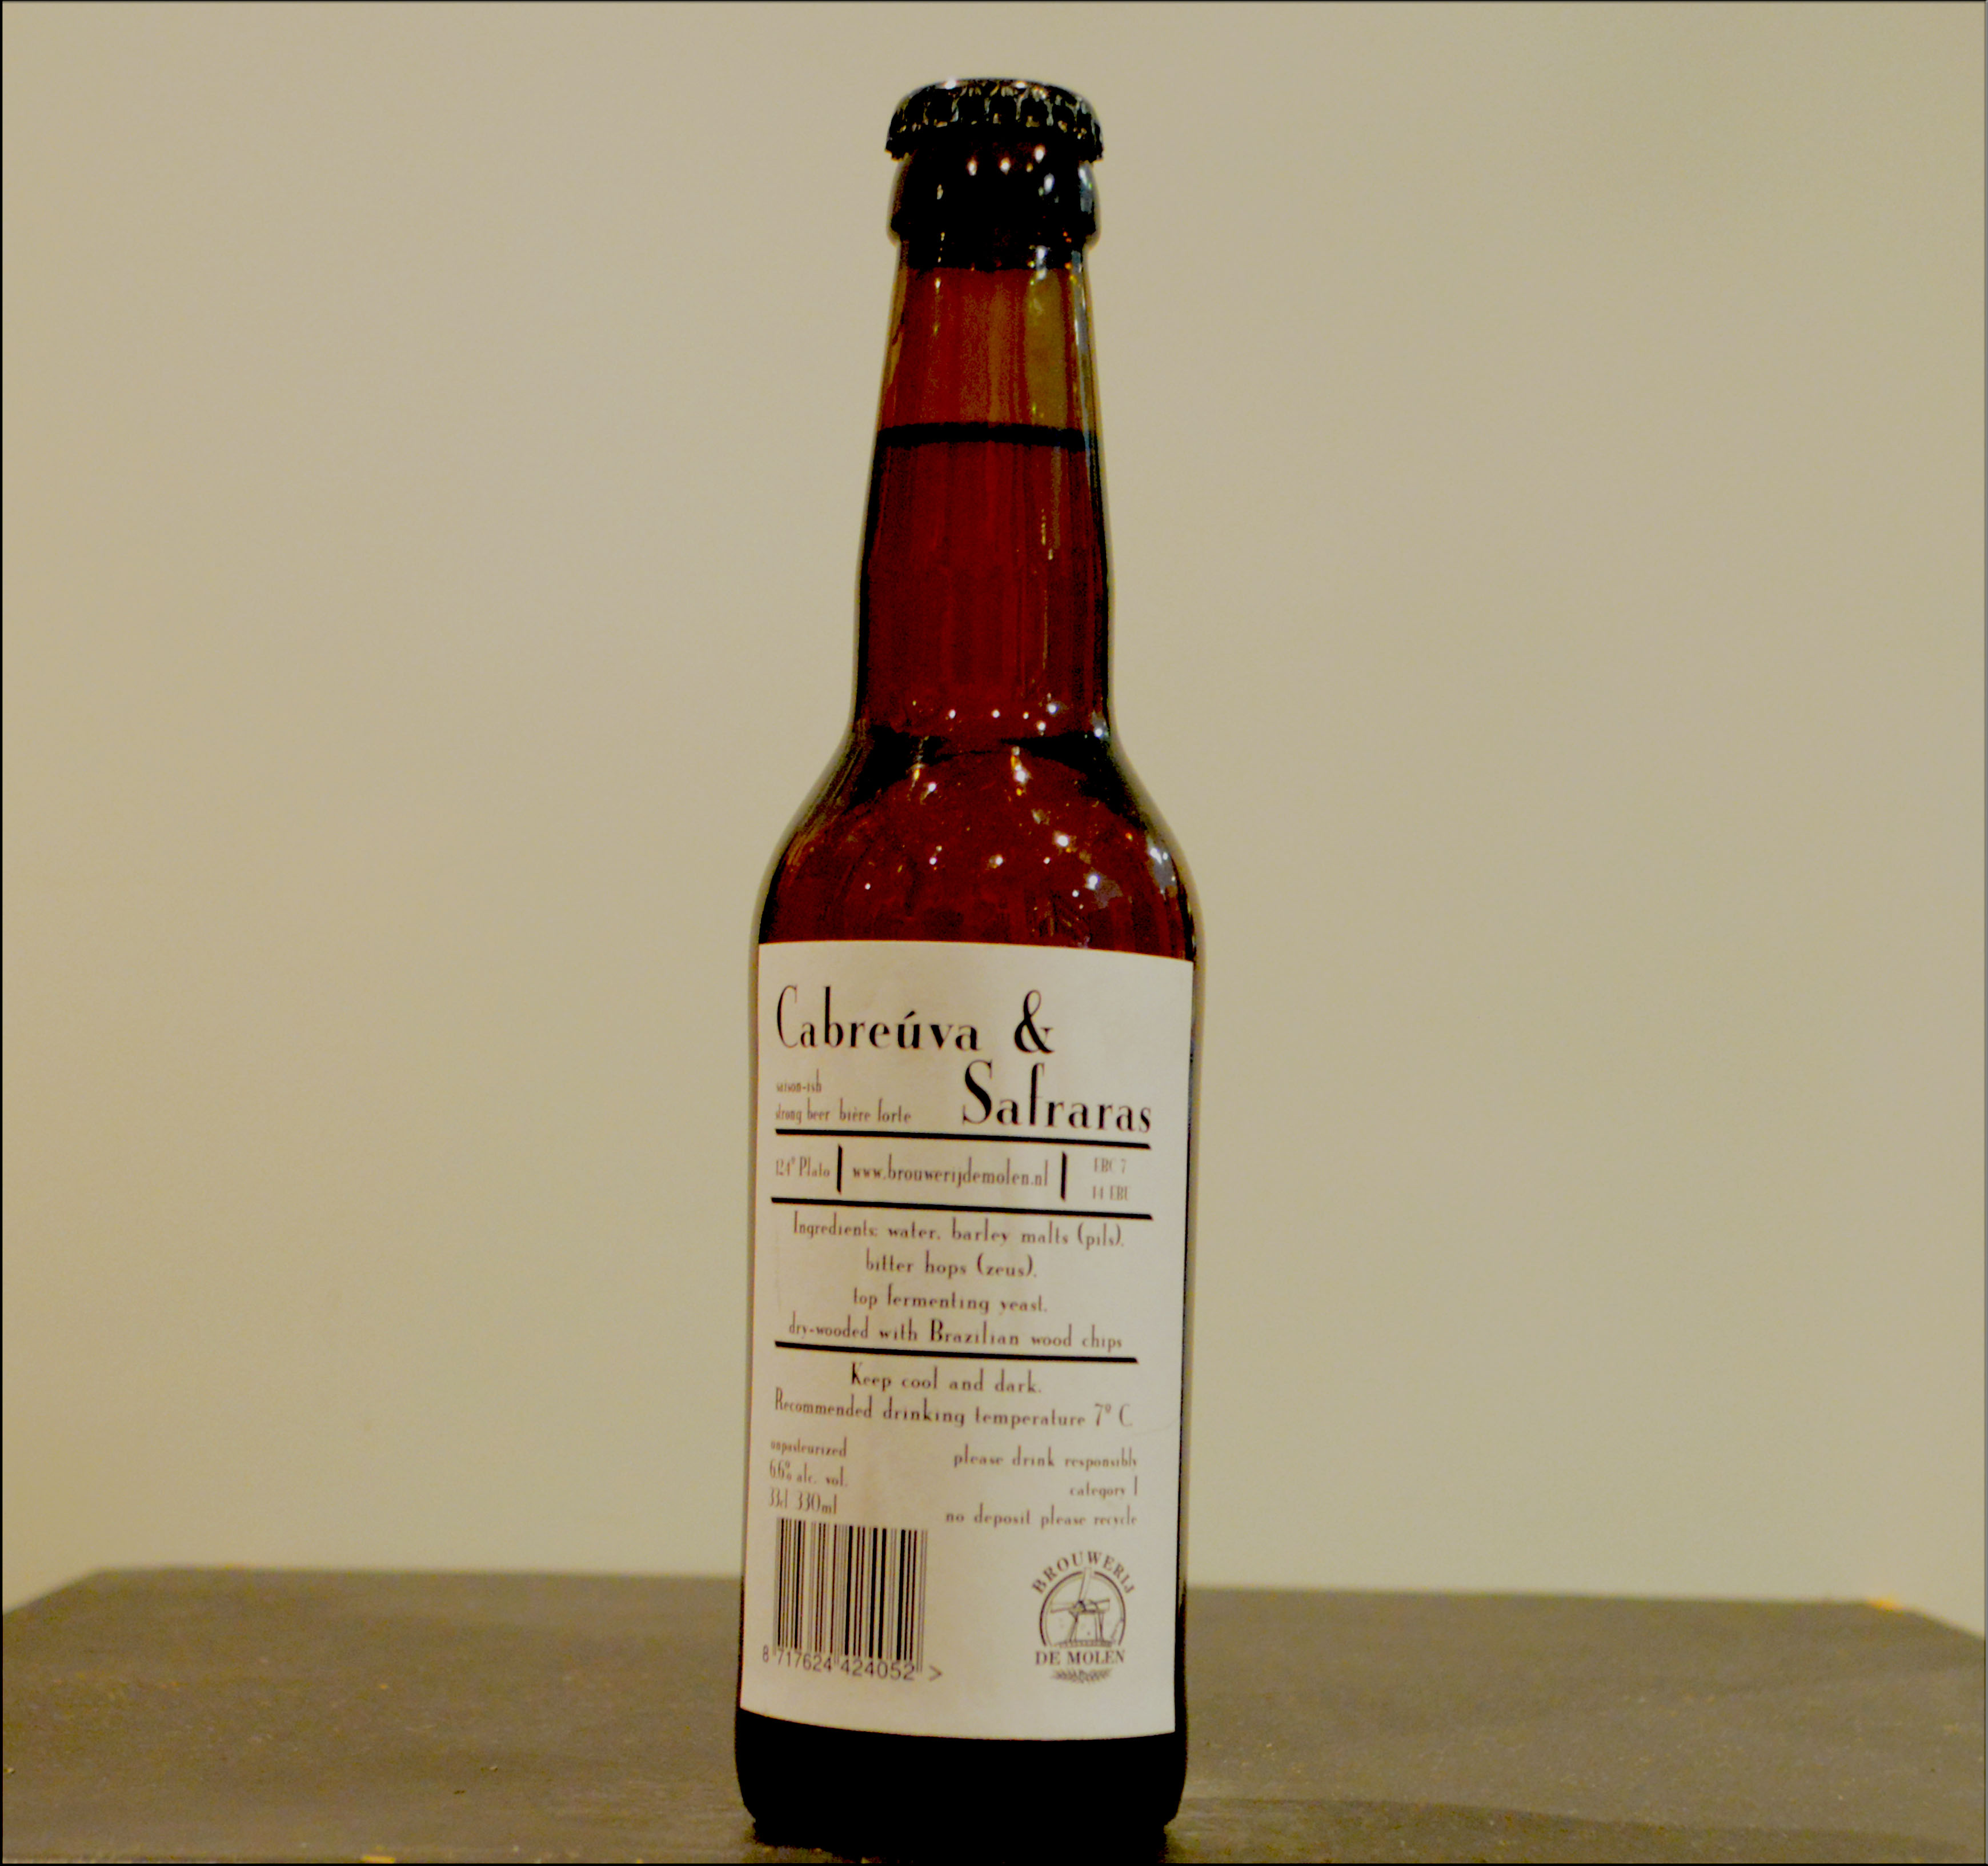 Cabreúva &
Safraras
saison-ish
strong beer bière forte
12.4° Plato
www.brouwerijdemolen.nl
EBC 7
14 EBU
Ingredients: water, barley malts (pils),
bitter hops (zeus),
top fermenting yeast,
dry-wooded with Brazilian wood chips
Keep cool and dark.
Recommended drinking temperature 7° C
unpasteurized
6.6% alc. vol.
33cl 330ml
please drink responsibly
category I
no deposit please recycle
8 717624 424052 >
BROUWERIJ
DE MOLEN